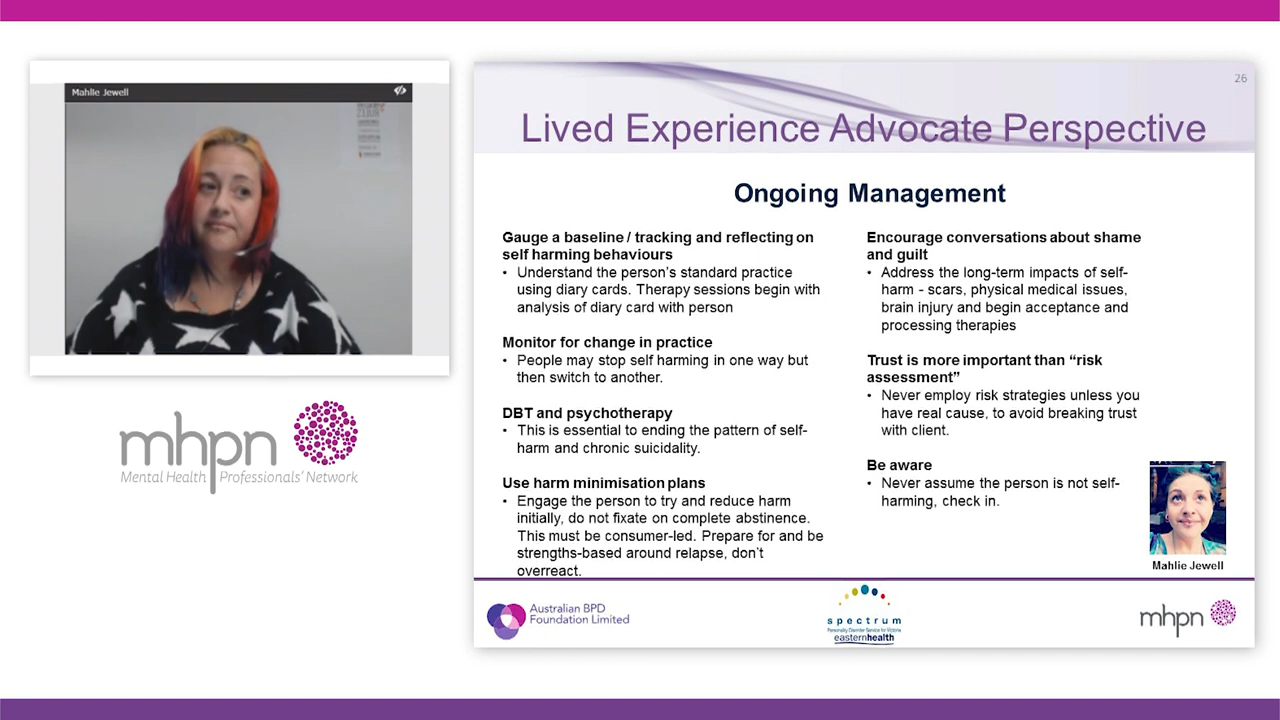 Mahlie Jewell
mhpn
Mental Health Professionals' Network
26
Lived Experience Advocate Perspective
Ongoing Management
Gauge a baseline / tracking and reflecting on
self harming behaviours
• Understand the person's standard practice
using diary cards. Therapy sessions begin with
analysis of diary card with person
Monitor for change in practice
• People may stop self harming in one way but
then switch to another.
DBT and psychotherapy
• This is essential to ending the pattern of self-
harm and chronic suicidality.
Use harm minimisation plans
• Engage the person to try and reduce harm
initially, do not fixate on complete abstinence.
This must be consumer-led. Prepare for and be
strengths-based around relapse, don't
overreact.
Encourage conversations about shame
and guilt
• Address the long-term impacts of self-
harm - scars, physical medical issues,
brain injury and begin acceptance and
processing therapies
Trust is more important than “risk
assessment”
• Never employ risk strategies unless you
have real cause, to avoid breaking trust
with client.
Be aware
• Never assume the person is not self-
harming, check in.
Mahlie Jewell
Australian BPD
Foundation Limited
spectrum
Personality Disorder Service for Victoria
easternhealth
mhpn